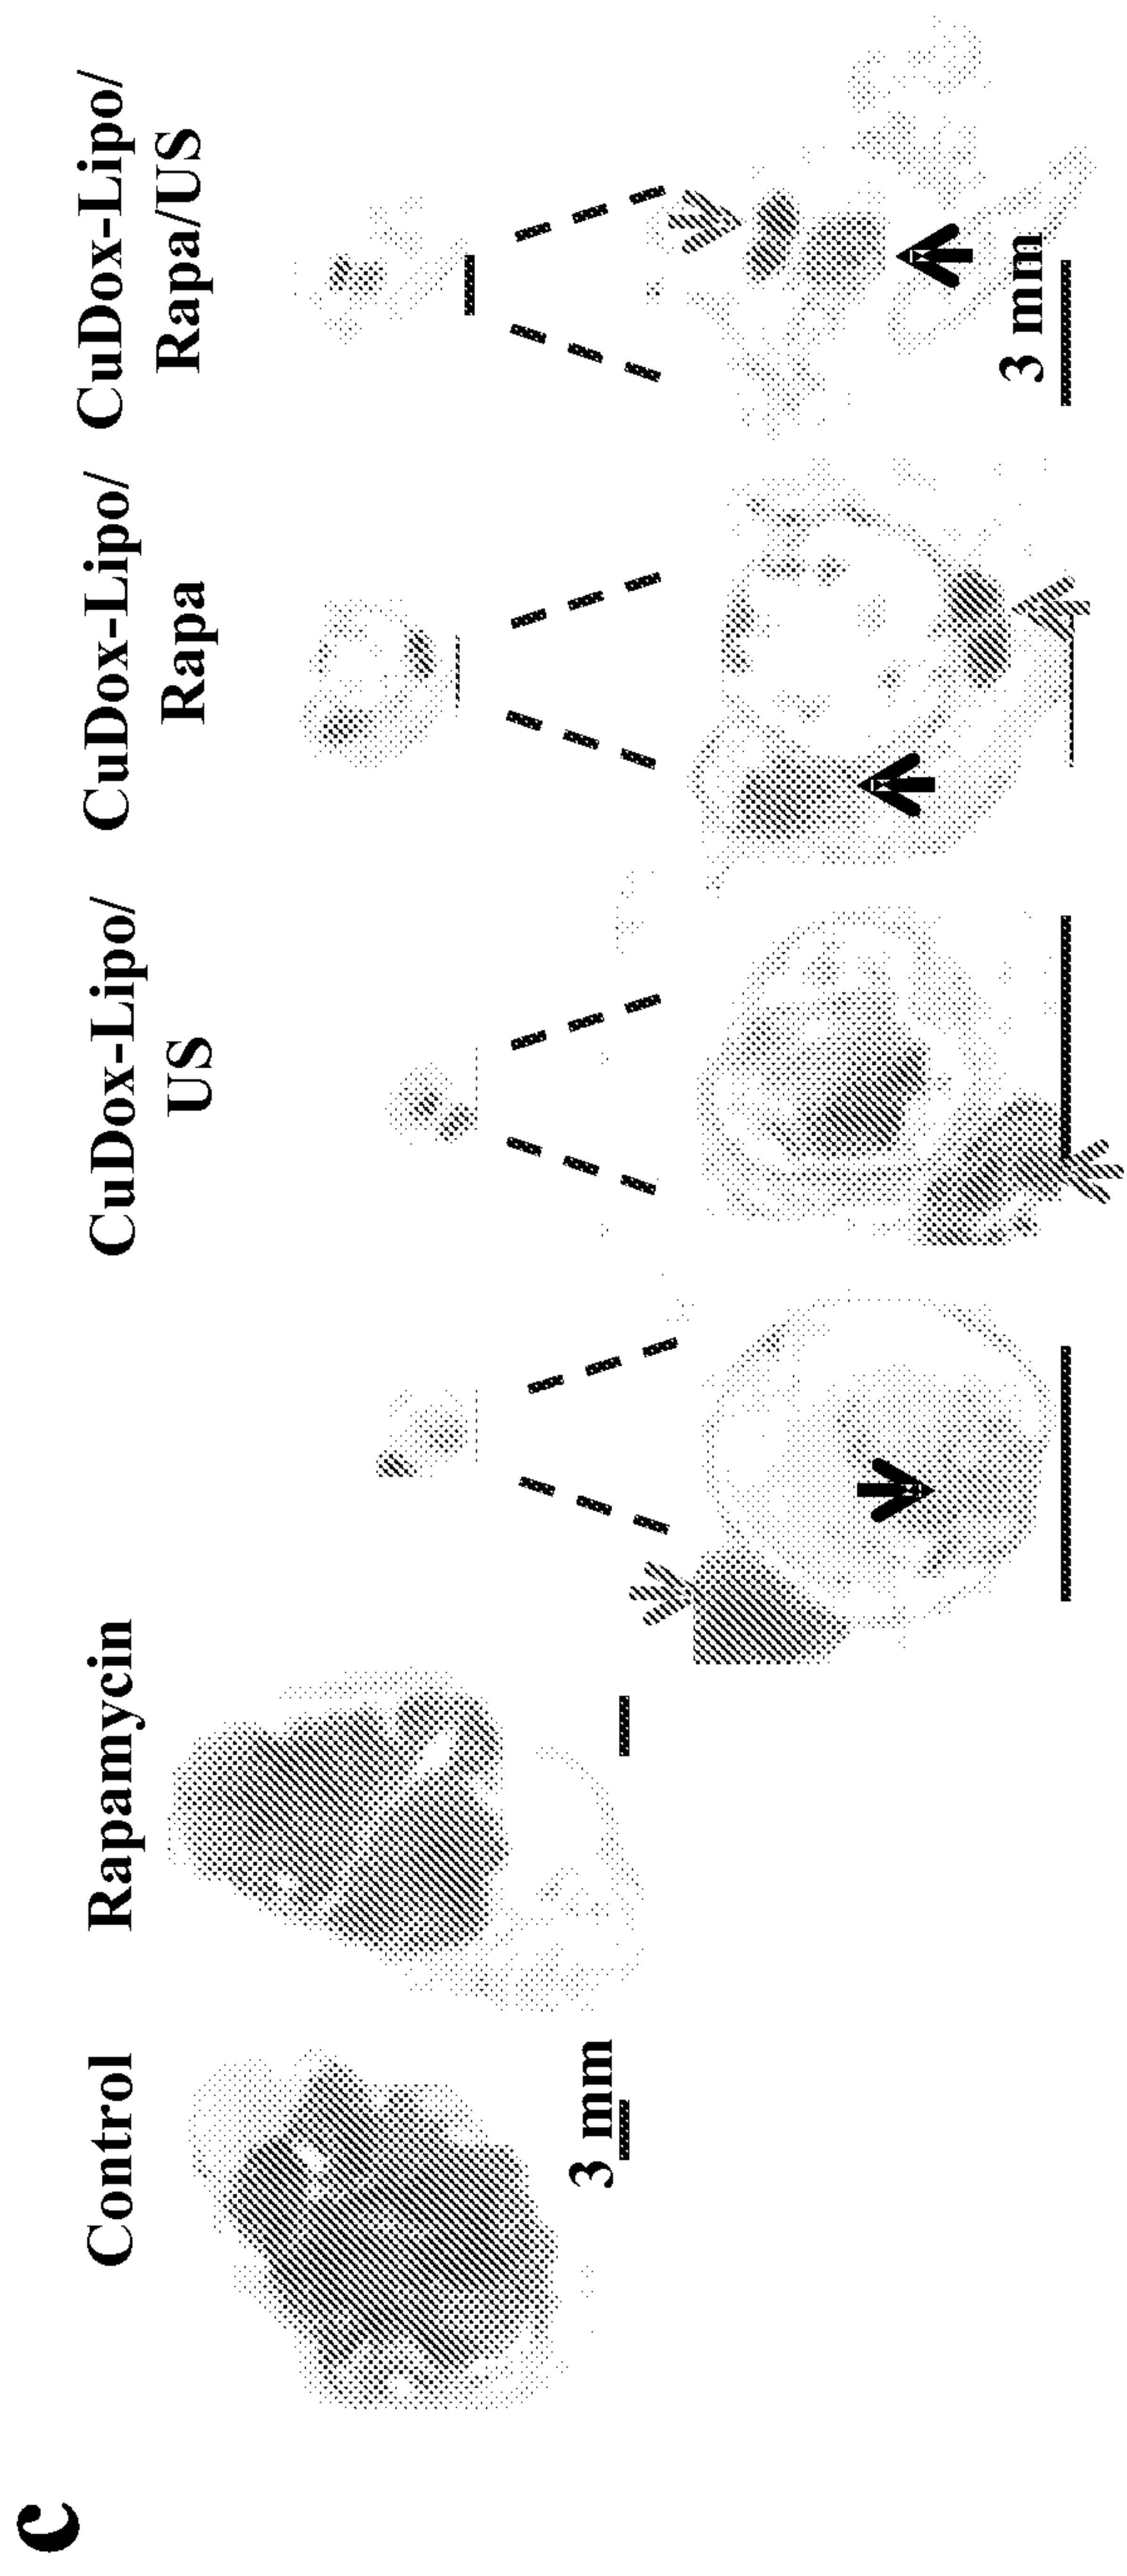 c
Control
Rapamycin
CuDox-Lipo/
US
CuDox-Lipo/
Rapa
CuDox-Lipo/
Rapa/US
3 mm
3 mm